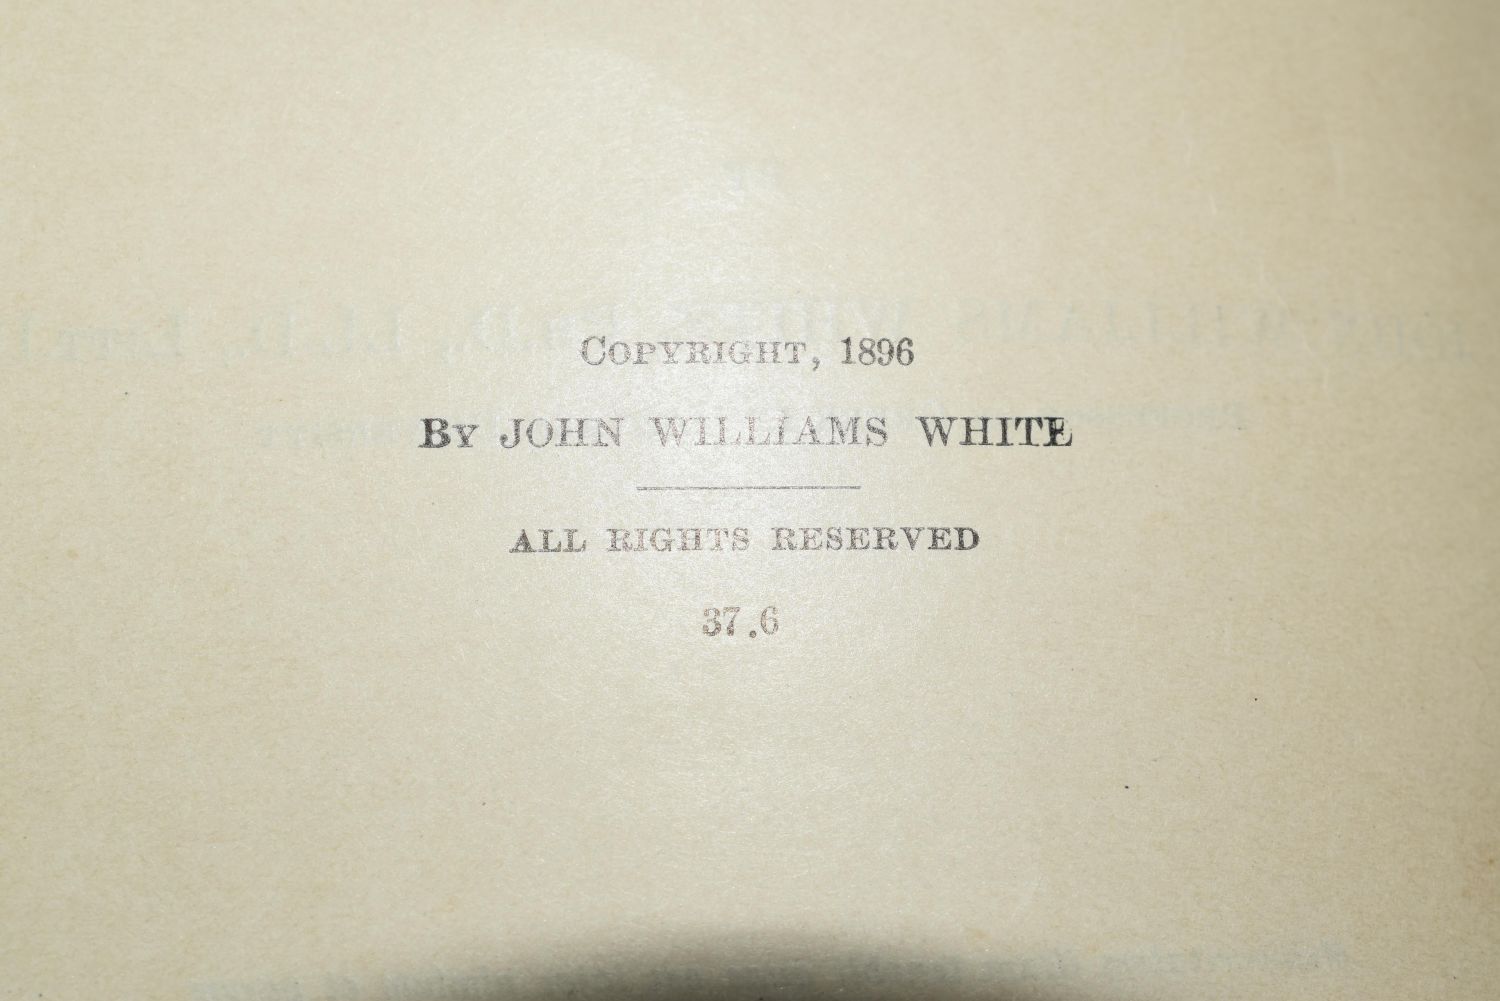 COPYRIGHT, 1896
BY JOHN WILLIAMS WHITE
ALL RIGHTS RESERVED
37.6